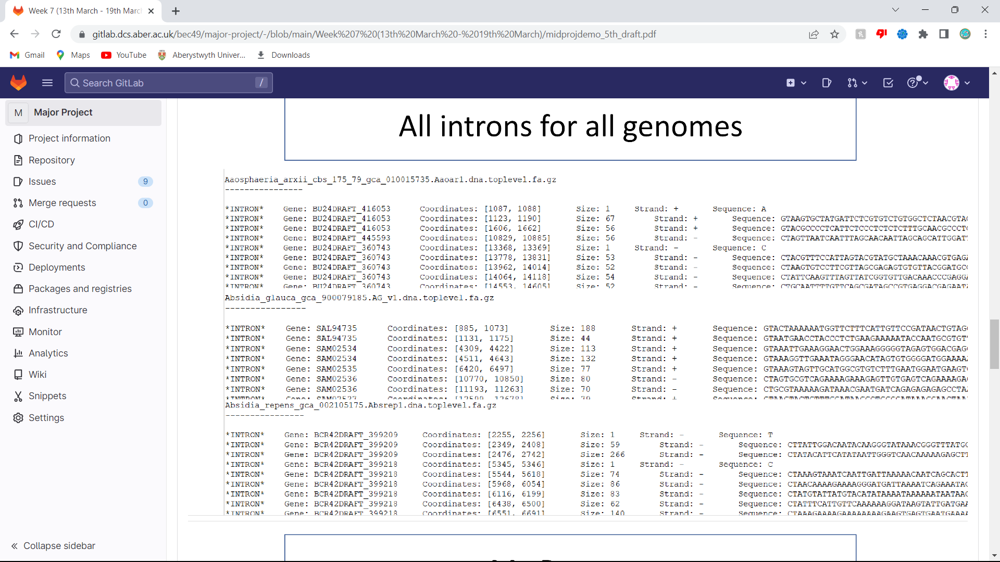 Week 7 (13th March - 19th March
gitlab.dcs.aber.ac.uk/bec49/major-project/-/blob/main/Week%207%20(13th%20March%20-%2019th%20March)/midprojdemo_5th_draft.pdf
Gmail Maps YouTube Aberystwyth Univer... Downloads
Search GitLab /
M Major Project
Project information
Repository
Issues 9
Merge requests 0
CI/CD
Security and Compliance
Deployments
Packages and registries
Infrastructure
Monitor
Analytics
Wiki
Snippets
Settings
Collapse sidebar
All introns for all genomes
Aaosphaeria_arxii_cbs_175_79_gca_010015735.Aaoar1.dna.toplevel.fa.gz
----------------
*INTRON* Gene: BU24DRAFT_416053 Coordinates: [1087, 1088] Size: 1 Strand: + Sequence: A
*INTRON* Gene: BU24DRAFT_416053 Coordinates: [1123, 1190] Size: 67 Strand: + Sequence: GTAAGTGCTATGATTCTCGTGTCTGTGGCTCTAACGTA
*INTRON* Gene: BU24DRAFT_416053 Coordinates: [1606, 1662] Size: 56 Strand: + Sequence: GTACGCCCCTCATTCTCCCTCTCTCTTTGCAACGCCCT
*INTRON* Gene: BU24DRAFT_445593 Coordinates: [10829, 10885] Size: 56 Strand: - Sequence: CTAGTTAATCAATTTAGCAACAATTAGCAGCATTGGAT
*INTRON* Gene: BU24DRAFT_360743 Coordinates: [13368, 13369] Size: 1 Strand: - Sequence: C
*INTRON* Gene: BU24DRAFT_360743 Coordinates: [13778, 13831] Size: 53 Strand: - Sequence: CTACGTTTCCATTAGTACGTATGCTAAACAAACGTGAG
*INTRON* Gene: BU24DRAFT_360743 Coordinates: [13962, 14014] Size: 52 Strand: - Sequence: CTAAGTGTCCTTCGTTAGCGAGAGTGTGTTACGGATGC
*INTRON* Gene: BU24DRAFT_360743 Coordinates: [14064, 14118] Size: 54 Strand: - Sequence: CTATTCAAGTTTAGTTATCGGTGTTGACAAACCCGAGG
*INTRON* Gene: BU24DRAFT_360743 Coordinates: [14553, 14605] Size: 52 Strand: - Sequence: CTGCAATTTTGTTCAGCGATAGCCGTGAGGACGAGAAT
Absidia_glauca_gca_900079185.AG_v1.dna.toplevel.fa.gz
----------------
*INTRON* Gene: SAL94735 Coordinates: [885, 1073] Size: 188 Strand: + Sequence: GTACTAAAAAATGGTTCTTTCATTGTTCCGATAACTGTAG
*INTRON* Gene: SAL94735 Coordinates: [1131, 1175] Size: 44 Strand: + Sequence: GTAATGAACCTACCCTCTGAAGAAAAATACCAATGCGTGT
*INTRON* Gene: SAM02534 Coordinates: [4309, 4422] Size: 113 Strand: + Sequence: GTAAATTGAAAGGAACTGGAAAGGGGGTAGAGTGGACGAG
*INTRON* Gene: SAM02534 Coordinates: [4511, 4643] Size: 132 Strand: + Sequence: GTAAAGGTTGAAATAGGGAACATAGTGTGGGGATGGAAAA
*INTRON* Gene: SAM02535 Coordinates: [6420, 6497] Size: 77 Strand: + Sequence: GTAAAGTAGTTGCATGGCGTGTCTTTGAATGGAATGAAGT
*INTRON* Gene: SAM02536 Coordinates: [10770, 10850] Size: 80 Strand: - Sequence: CTAGTGCGTCAGAAAAGAAAGAGTTGTGAGTCAGAAAAGA
*INTRON* Gene: SAM02536 Coordinates: [11193, 11263] Size: 70 Strand: - Sequence: CTGCGTAAAAAGATAAACGAATGATCAGAGAGAGAGCCTA
*INTRON* Gene: SAM02537 Coordinates: [12599, 12678] Size: 79 Strand: +
Absidia_repens_gca_002105175.Absrep1.dna.toplevel.fa.gz
----------------
*INTRON* Gene: BCR42DRAFT_399209 Coordinates: [2255, 2256] Size: 1 Strand: - Sequence: T
*INTRON* Gene: BCR42DRAFT_399209 Coordinates: [2349, 2408] Size: 59 Strand: - Sequence: CTTATTGGACAATACAAGGGTATAAACGGGTTTATG
*INTRON* Gene: BCR42DRAFT_399209 Coordinates: [2476, 2742] Size: 266 Strand: - Sequence: CTATACATTCATATAATTGGGTCAACAAAAAGAGCTT
*INTRON* Gene: BCR42DRAFT_399218 Coordinates: [5345, 5346] Size: 1 Strand: - Sequence: C
*INTRON* Gene: BCR42DRAFT_399218 Coordinates: [5544, 5618] Size: 74 Strand: - Sequence: CTAAAGTAAATCAATTGATTAAAAACAATCAGCACTT
*INTRON* Gene: BCR42DRAFT_399218 Coordinates: [5968, 6054] Size: 86 Strand: - Sequence: CTAACAAAAGAAAAGGGATGATTAAAATCAGAAATA
*INTRON* Gene: BCR42DRAFT_399218 Coordinates: [6116, 6199] Size: 83 Strand: - Sequence: CTATGTATTATGTACATATAAAATAAAAAATAATAA
*INTRON* Gene: BCR42DRAFT_399218 Coordinates: [6438, 6500] Size: 62 Strand: - Sequence: CTATTTCATTGTTCAAAAAAGGATAAGTATTGATGA
*INTRON* Gene: BCR42DRAFT_399218 Coordinates: [6551, 6691] Size: 140 Strand: - Sequence: CTAAAGAAAAGAAAAAAAAGAAGTGAGTGAATGAAA